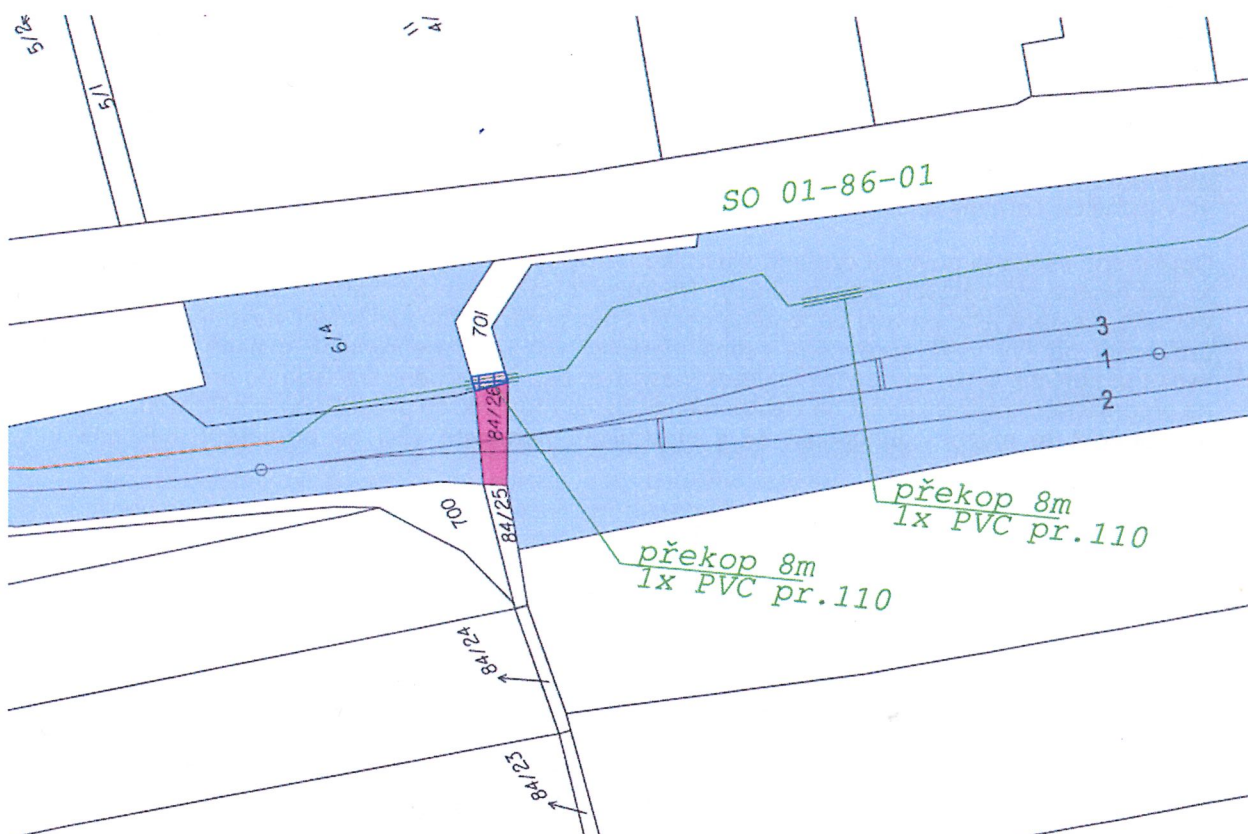 5/2
5/1
SO 01-86-01
701
6/4
3
1
2
84/26
700
84/25
překop 8m
1x PVC pr.110
překop 8m
1x PVC pr.110
84/24
84/23